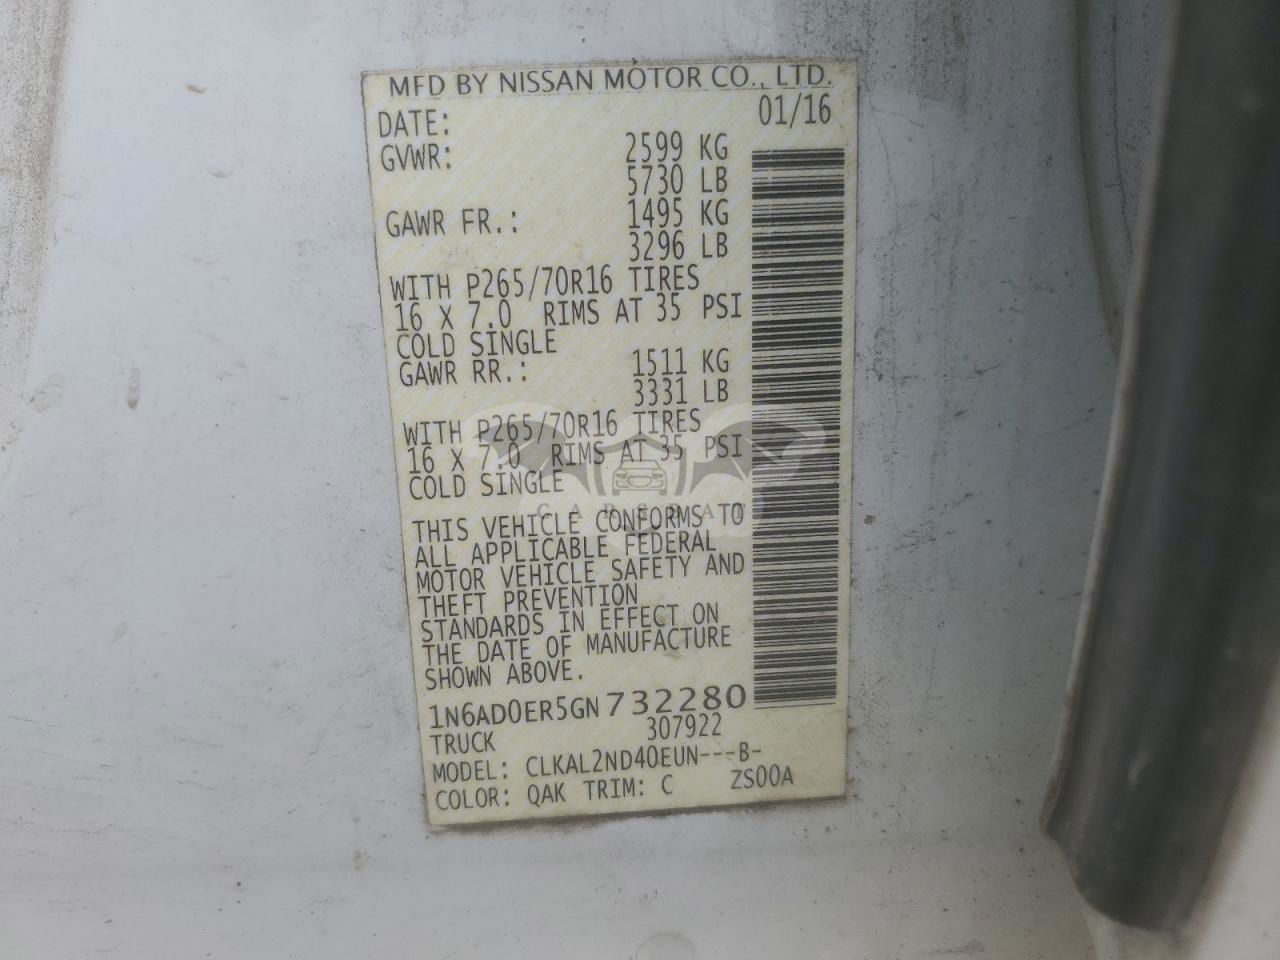 MFD BY NISSAN MOTOR CO., LTD.
DATE: 01/16
GVWR: 2599 KG
5730 LB
GAWR FR.: 1495 KG
3296 LB
WITH P265/70R16 TIRES
16 X 7.0 RIMS AT 35 PSI
COLD SINGLE
GAWR RR.: 1511 KG
3331 LB
WITH P265/70R16 TIRES
16 X 7.0 RIMS AT 35 PSI
COLD SINGLE
THIS VEHICLE CONFORMS TO
ALL APPLICABLE FEDERAL
MOTOR VEHICLE SAFETY AND
THEFT PREVENTION
STANDARDS IN EFFECT ON
THE DATE OF MANUFACTURE
SHOWN ABOVE.
1N6AD0ER5GN732280
TRUCK 307922
MODEL: CLKAL2ND40EUN---B-
COLOR: QAK TRIM: C ZS00A